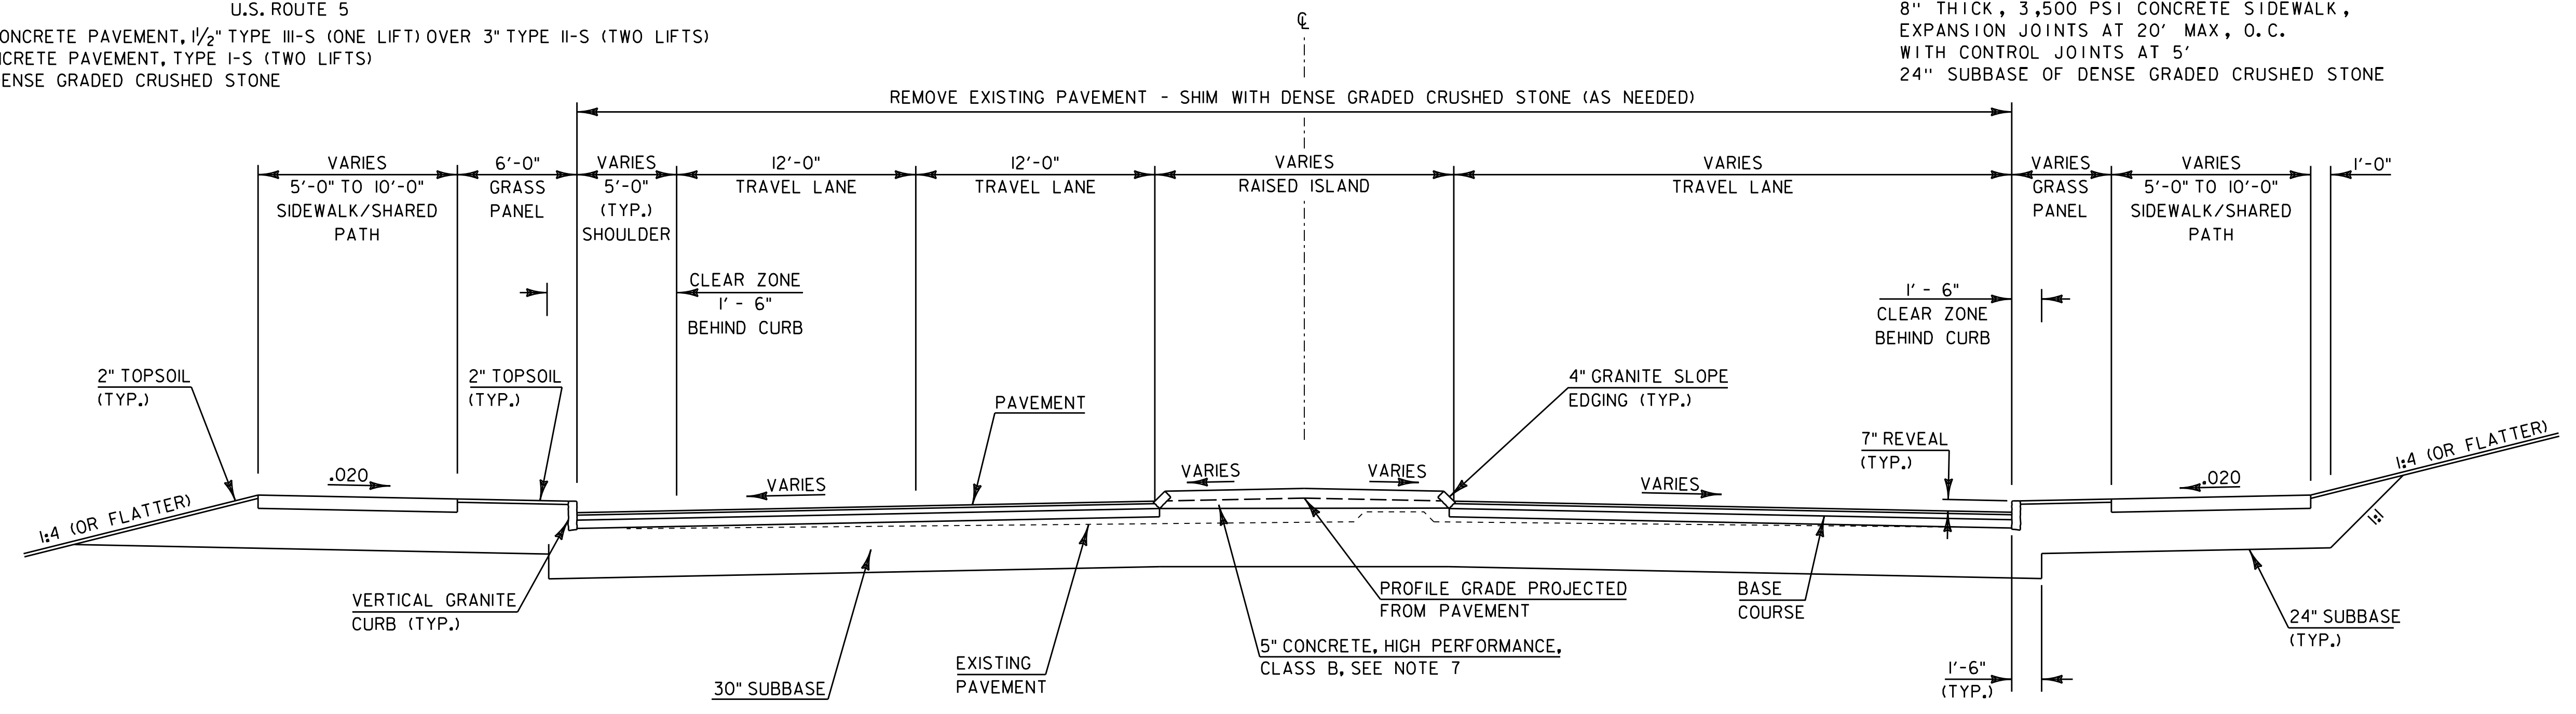 U.S. ROUTE 5
ONCRETE PAVEMENT, 1 1/2" TYPE III-S (ONE LIFT) OVER 3" TYPE II-S (TWO LIFTS)
CRETE PAVEMENT, TYPE I-S (TWO LIFTS)
ENSE GRADED CRUSHED STONE
8" THICK, 3,500 PSI CONCRETE SIDEWALK,
EXPANSION JOINTS AT 20' MAX, O.C.
WITH CONTROL JOINTS AT 5'
24" SUBBASE OF DENSE GRADED CRUSHED STONE
℄
REMOVE EXISTING PAVEMENT - SHIM WITH DENSE GRADED CRUSHED STONE (AS NEEDED)
VARIES
5'-0" TO 10'-0"
SIDEWALK/SHARED
PATH
6'-0"
GRASS
PANEL
VARIES
5'-0"
(TYP.)
SHOULDER
12'-0"
TRAVEL LANE
12'-0"
TRAVEL LANE
VARIES
RAISED ISLAND
VARIES
TRAVEL LANE
VARIES
GRASS
PANEL
VARIES
5'-0" TO 10'-0"
SIDEWALK/SHARED
PATH
1'-0"
CLEAR ZONE
1' - 6"
BEHIND CURB
1' - 6"
CLEAR ZONE
BEHIND CURB
2" TOPSOIL
(TYP.)
2" TOPSOIL
(TYP.)
PAVEMENT
4" GRANITE SLOPE
EDGING (TYP.)
7" REVEAL
(TYP.)
1:4 (OR FLATTER)
.020
VARIES
VARIES
VARIES
VARIES
.020
1:4 (OR FLATTER)
1:1
VERTICAL GRANITE
CURB (TYP.)
30" SUBBASE
EXISTING
PAVEMENT
5" CONCRETE, HIGH PERFORMANCE,
CLASS B, SEE NOTE 7
PROFILE GRADE PROJECTED
FROM PAVEMENT
BASE
COURSE
24" SUBBASE
(TYP.)
1'-6"
(TYP.)